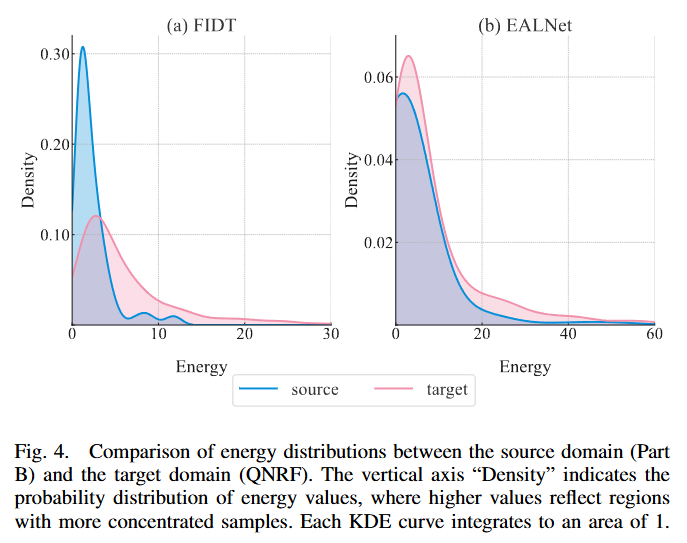 (a) FIDT
(b) EALNet
0.30
0.20
0.10
Density
0
10
20
30
Energy
0.06
0.04
0.02
Density
0
20
40
60
Energy
source
target
Fig. 4. Comparison of energy distributions between the source domain (Part
B) and the target domain (QNRF). The vertical axis “Density” indicates the
probability distribution of energy values, where higher values reflect regions
with more concentrated samples. Each KDE curve integrates to an area of 1.